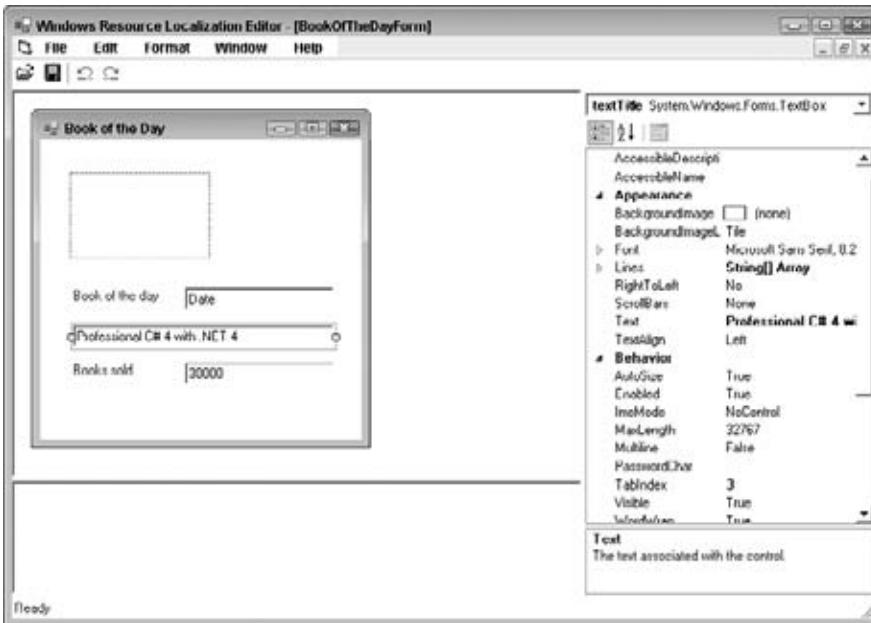 Windows Resource Localization Editor - [BookOfTheDayForm]
File Edit Format Window Help
Book of the Day
Book of the day Date
Professional C# 4 with .NET 4
Books sold 30000
textTitle System.Windows.Forms.TextBox
AccessibleDescripti
AccessibleName
Appearance
BackgroundImage (none)
BackgroundImageL Tile
Font Microsoft Sans Serif, 8.2
Lines String[] Array
RightToLeft No
ScrollBars None
Text Professional C# 4 wi
TextAlign Left
Behavior
AutoSize True
Enabled True
ImeMode NoControl
MaxLength 32767
Multiline False
PasswordChar
TabIndex 3
Visible True
WordWrap True
Text
The text associated with the control.
Ready